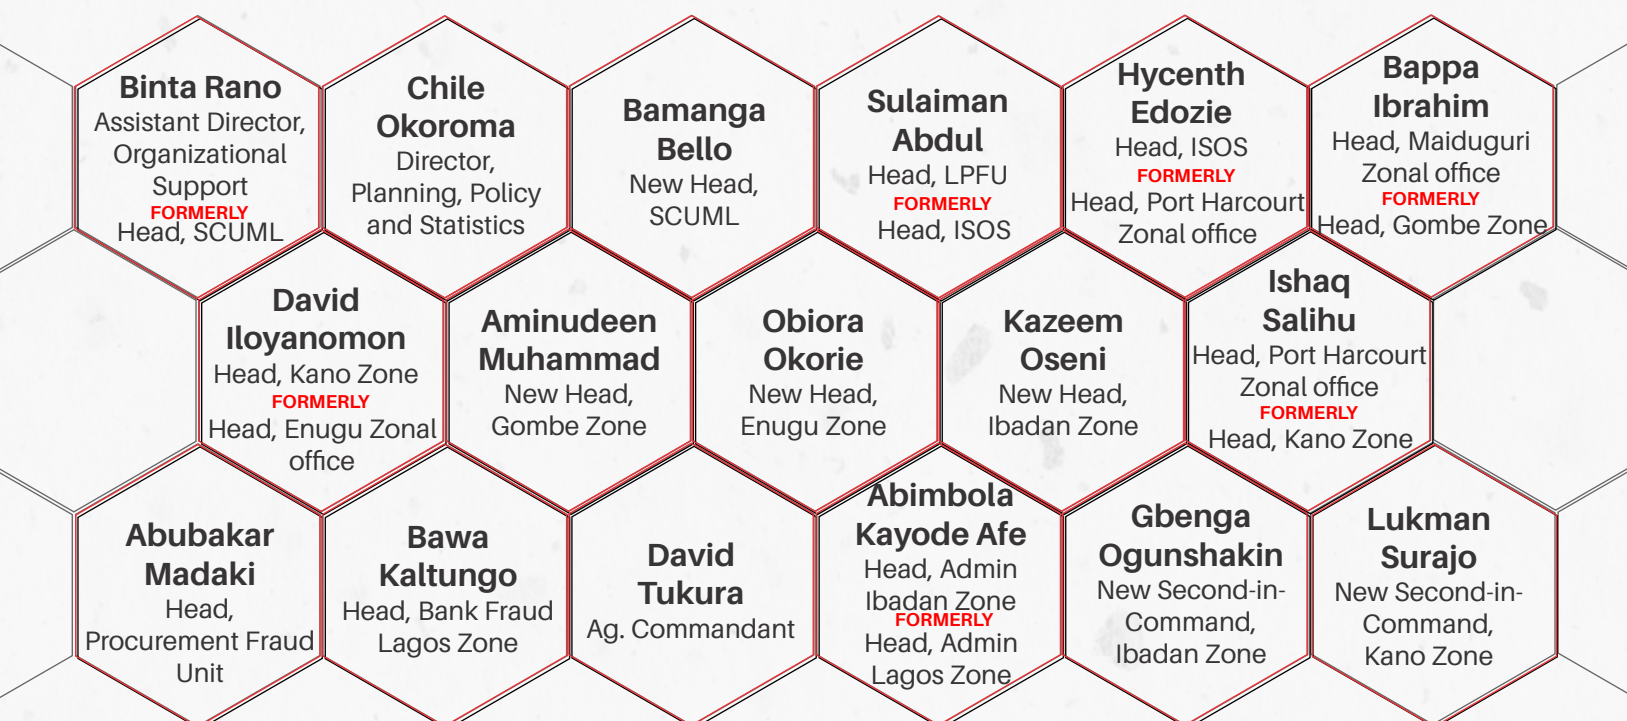 Binta Rano
Assistant Director,
Organizational
Support
FORMERLY
Head, SCUML
Chile
Okoroma
Director,
Planning, Policy
and Statistics
Bamanga
Bello
New Head,
SCUML
Sulaiman
Abdul
Head, LPFU
FORMERLY
Head, ISOS
Hycenth
Edozie
Head, ISOS
FORMERLY
Head, Port Harcourt
Zonal office
Bappa
Ibrahim
Head, Maiduguri
Zonal office
FORMERLY
Head, Gombe Zone
David
Iloyanomon
Head, Kano Zone
FORMERLY
Head, Enugu Zonal
office
Aminudeen
Muhammad
New Head,
Gombe Zone
Obiora
Okorie
New Head,
Enugu Zone
Kazeem
Oseni
New Head,
Ibadan Zone
Ishaq
Salihu
Head, Port Harcourt
Zonal office
FORMERLY
Head, Kano Zone
Abubakar
Madaki
Head,
Procurement Fraud
Unit
Bawa
Kaltungo
Head, Bank Fraud
Lagos Zone
David
Tukura
Ag. Commandant
Abimbola
Kayode Afe
Head, Admin
Ibadan Zone
FORMERLY
Head, Admin
Lagos Zone
Gbenga
Ogunshakin
New Second-in-
Command,
Ibadan Zone
Lukman
Surajo
New Second-in-
Command,
Kano Zone